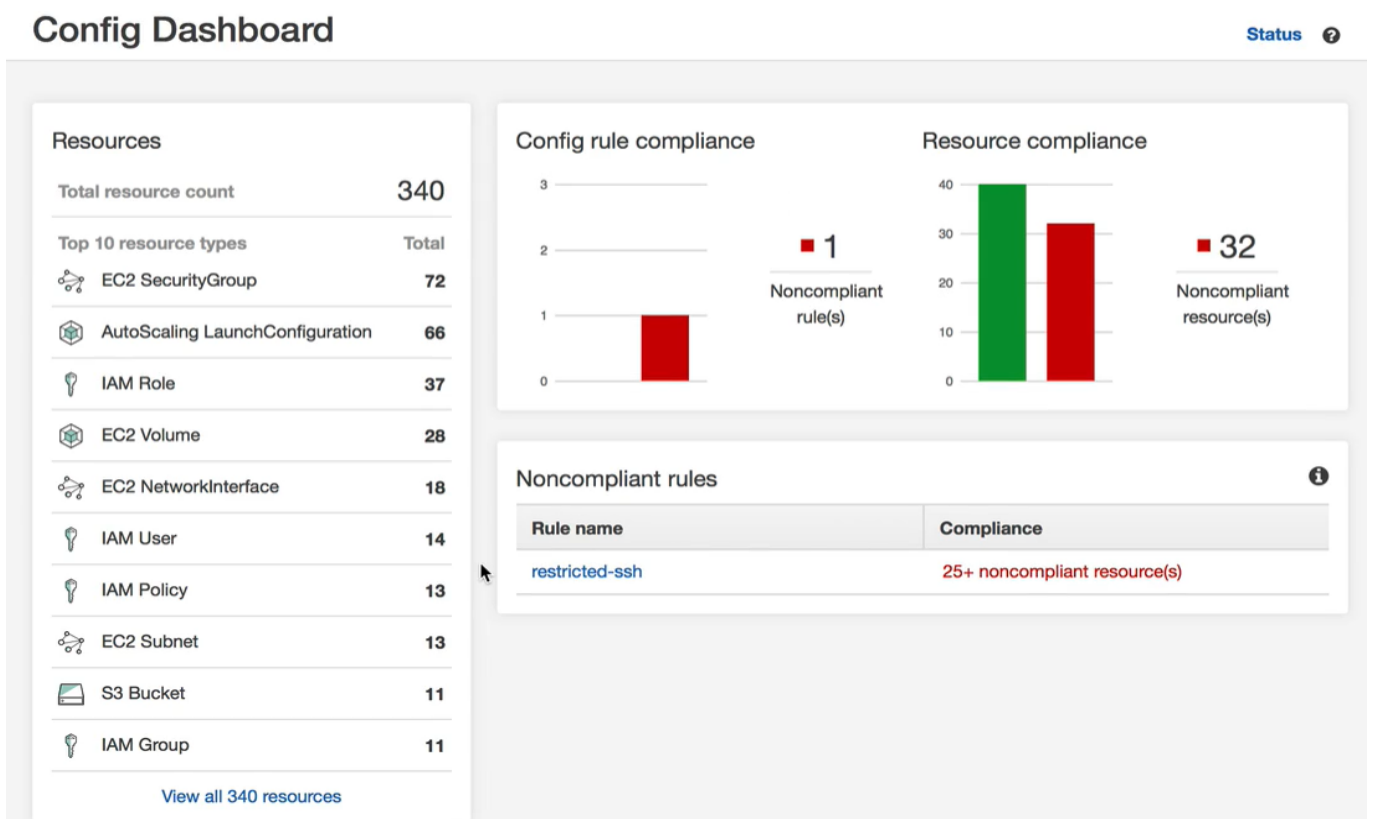 Config Dashboard
Status
Resources
Total resource count 340
Top 10 resource types Total
EC2 SecurityGroup 72
AutoScaling LaunchConfiguration 66
IAM Role 37
EC2 Volume 28
EC2 NetworkInterface 18
IAM User 14
IAM Policy 13
EC2 Subnet 13
S3 Bucket 11
IAM Group 11
View all 340 resources
Config rule compliance
3
2
1
0
1
Noncompliant
rule(s)
Resource compliance
40
30
20
10
0
32
Noncompliant
resource(s)
Noncompliant rules
Rule name Compliance
restricted-ssh 25+ noncompliant resource(s)